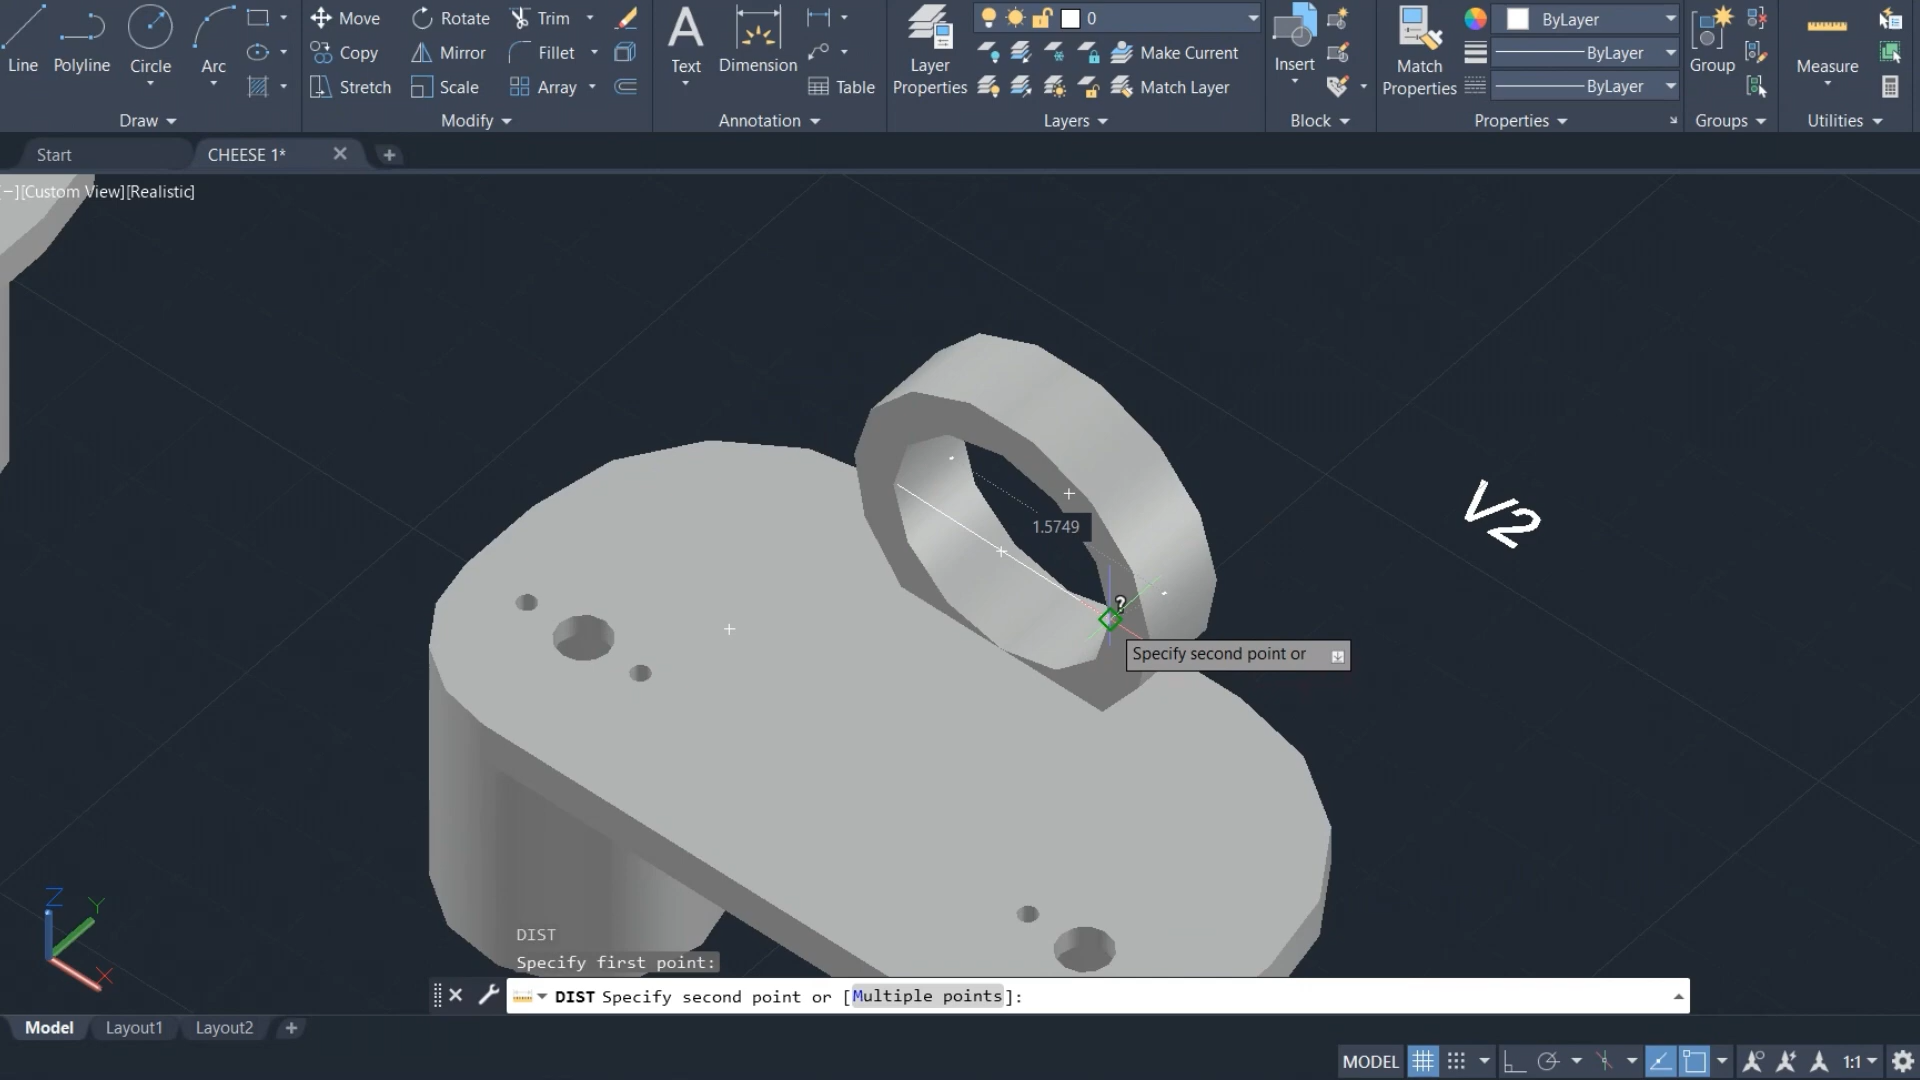 Line Polyline Circle Arc
Move Rotate Trim
Copy Mirror Fillet
Stretch Scale Array
Text Dimension Table
Layer Properties
0
Make Current
Match Layer
Insert
Match Properties
ByLayer
ByLayer
ByLayer
Group
Measure
Draw Modify Annotation Layers Block Properties Groups Utilities
Start CHEESE 1*
[−][Custom View][Realistic]
V2
1.5749
?
Specify second point or
Z Y X
DIST
Specify first point:
DIST Specify second point or [Multiple points]:
Model Layout1 Layout2
MODEL 1:1